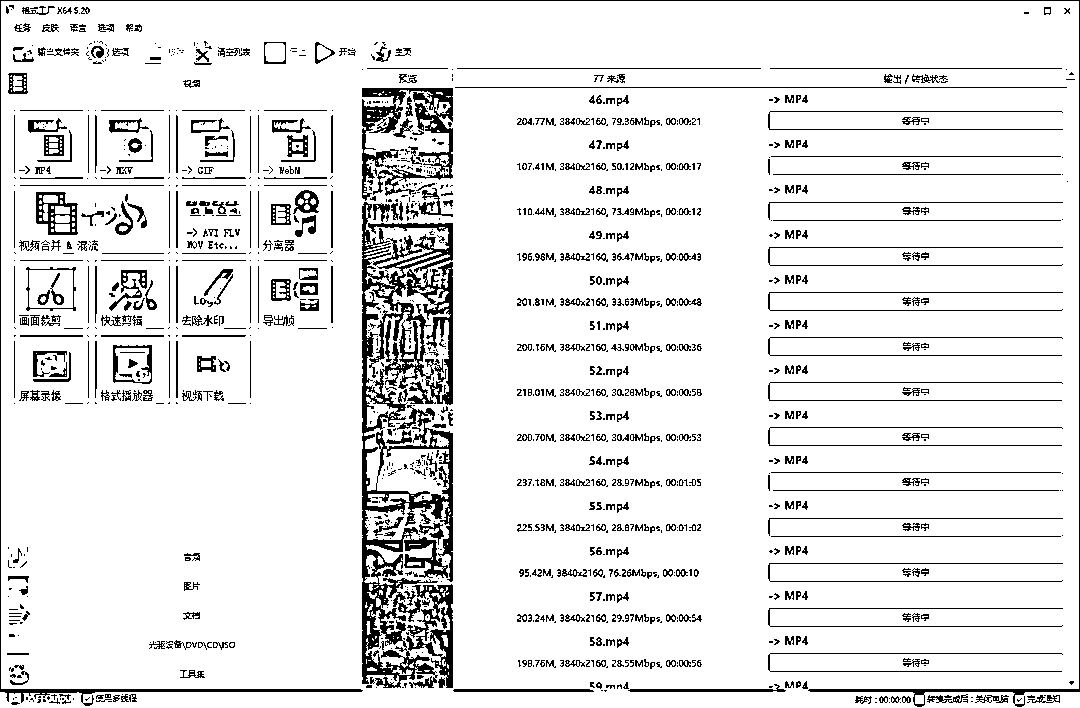 格式工厂 X64 5.20
任务 皮肤 语言 选项 帮助
输出文件夹 选项 移除 清空列表 停止 开始 主页
视频
-> MP4
-> MKV
-> GIF
-> WebM
视频合并 & 混流
-> AVI FLV
MOV Etc...
分离器
画面裁剪
快速剪辑
Logo
去除水印
导出帧
屏幕录像
格式播放器
视频下载
音频
图片
文档
光驱设备\DVD\CD\ISO
工具集
预览 77 来源 输出 / 转换状态
46.mp4 -> MP4
204.77M, 3840x2160, 79.36Mbps, 00:00:21 等待中
47.mp4 -> MP4
107.41M, 3840x2160, 50.12Mbps, 00:00:17 等待中
48.mp4 -> MP4
110.44M, 3840x2160, 73.49Mbps, 00:00:12 等待中
49.mp4 -> MP4
196.98M, 3840x2160, 36.47Mbps, 00:00:43 等待中
50.mp4 -> MP4
201.81M, 3840x2160, 33.63Mbps, 00:00:48 等待中
51.mp4 -> MP4
200.16M, 3840x2160, 43.90Mbps, 00:00:36 等待中
52.mp4 -> MP4
218.01M, 3840x2160, 30.28Mbps, 00:00:58 等待中
53.mp4 -> MP4
200.70M, 3840x2160, 30.40Mbps, 00:00:53 等待中
54.mp4 -> MP4
237.18M, 3840x2160, 28.97Mbps, 00:01:05 等待中
55.mp4 -> MP4
225.53M, 3840x2160, 28.87Mbps, 00:01:02 等待中
56.mp4 -> MP4
95.42M, 3840x2160, 76.26Mbps, 00:00:10 等待中
57.mp4 -> MP4
203.24M, 3840x2160, 29.97Mbps, 00:00:54 等待中
58.mp4 -> MP4
198.76M, 3840x2160, 28.55Mbps, 00:00:56 等待中
59.mp4 -> MP4
使用多线程 耗时 : 00:00:00 转换完成后 : 关闭电脑 完成通知